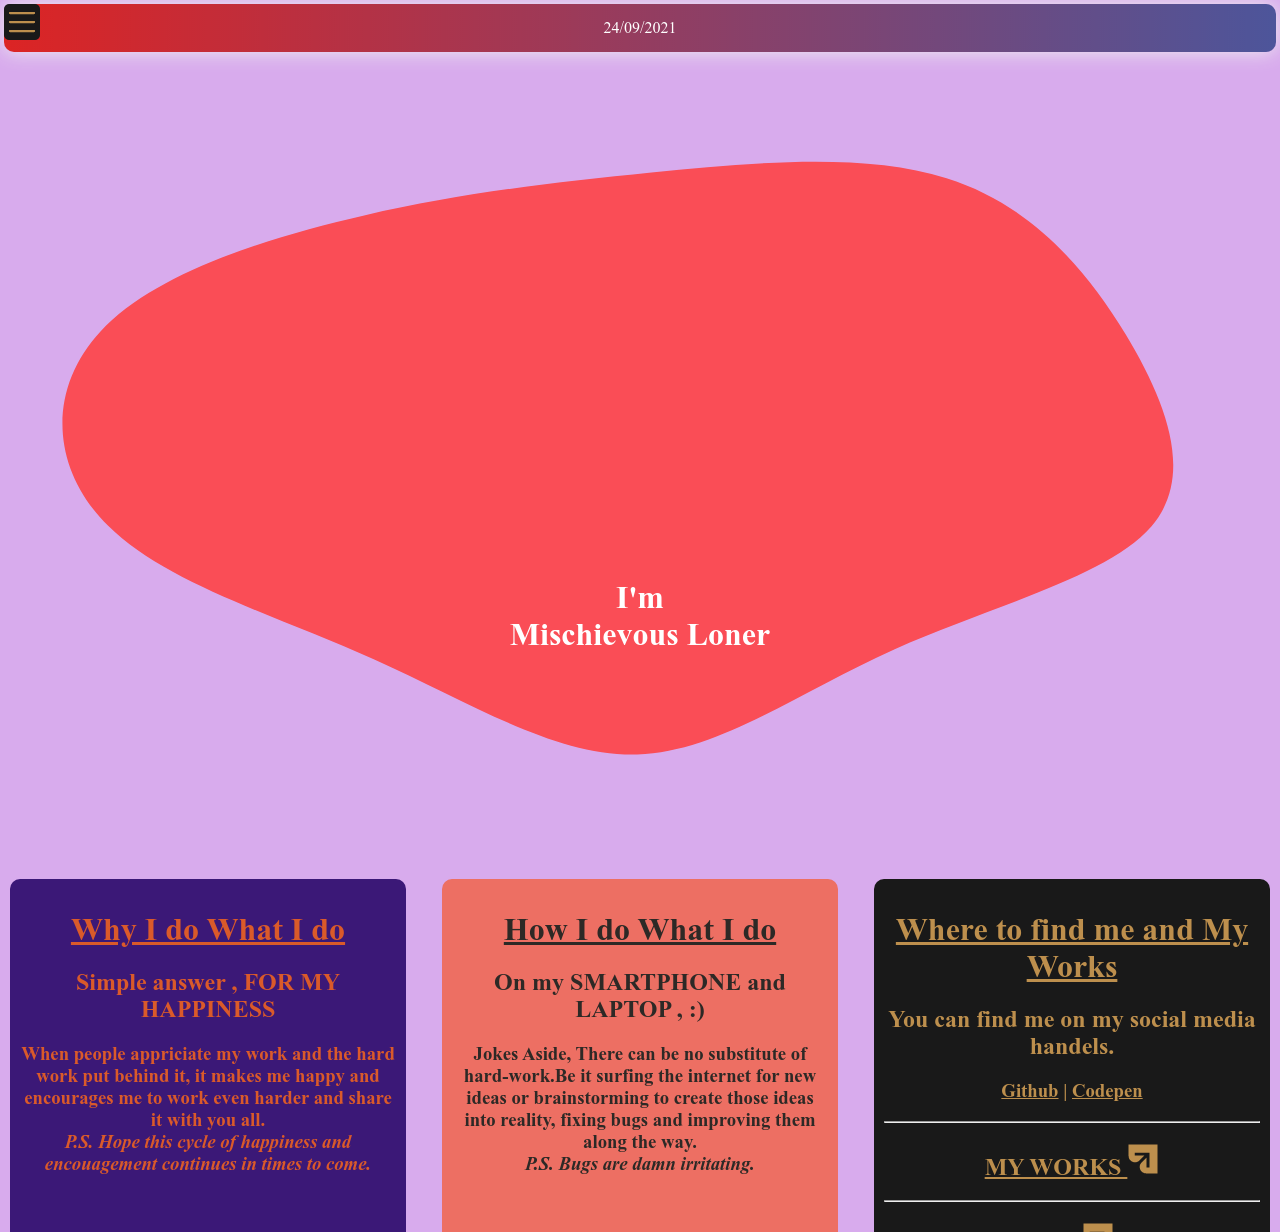 24/09/2021
I'm
Mischievous Loner
Why I do What I do
Simple answer , FOR MY
HAPPINESS
When people appriciate my work and the hard
work put behind it, it makes me happy and
encourages me to work even harder and share
it with you all.
P.S. Hope this cycle of happiness and
encouagement continues in times to come.
How I do What I do
On my SMARTPHONE and
LAPTOP , :)
Jokes Aside, There can be no substitute of
hard-work.Be it surfing the internet for new
ideas or brainstorming to create those ideas
into reality, fixing bugs and improving them
along the way.
P.S. Bugs are damn irritating.
Where to find me and My
Works
You can find me on my social media
handels.
Github | Codepen
MY WORKS